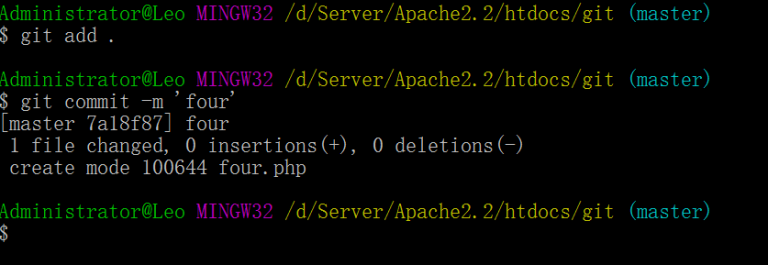 Administrator@Leo MINGW32 /d/Server/Apache2.2/htdocs/git (master)
$ git add .
Administrator@Leo MINGW32 /d/Server/Apache2.2/htdocs/git (master)
$ git commit -m 'four'
[master 7a18f87] four
 1 file changed, 0 insertions(+), 0 deletions(-)
 create mode 100644 four.php
Administrator@Leo MINGW32 /d/Server/Apache2.2/htdocs/git (master)
$